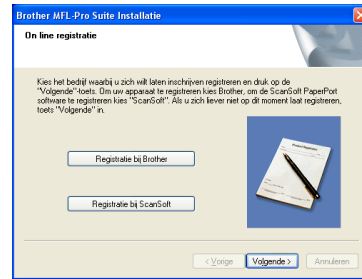 Brother MFL-Pro Suite Installatie
On line registratie
Kies het bedrijf waarbij u zich wilt laten inschrijven registreren en druk op de
"Volgende"-toets. Om uw apparaat te registreren kies Brother, om de ScanSoft PaperPort
software te registreren kies "ScanSoft". Als u zich liever niet op dit moment laat registreren,
toets "Volgende" in.
Registratie bij Brother
Product Registration
Registratie bij ScanSoft
< Vorige
Volgende >
Annuleren